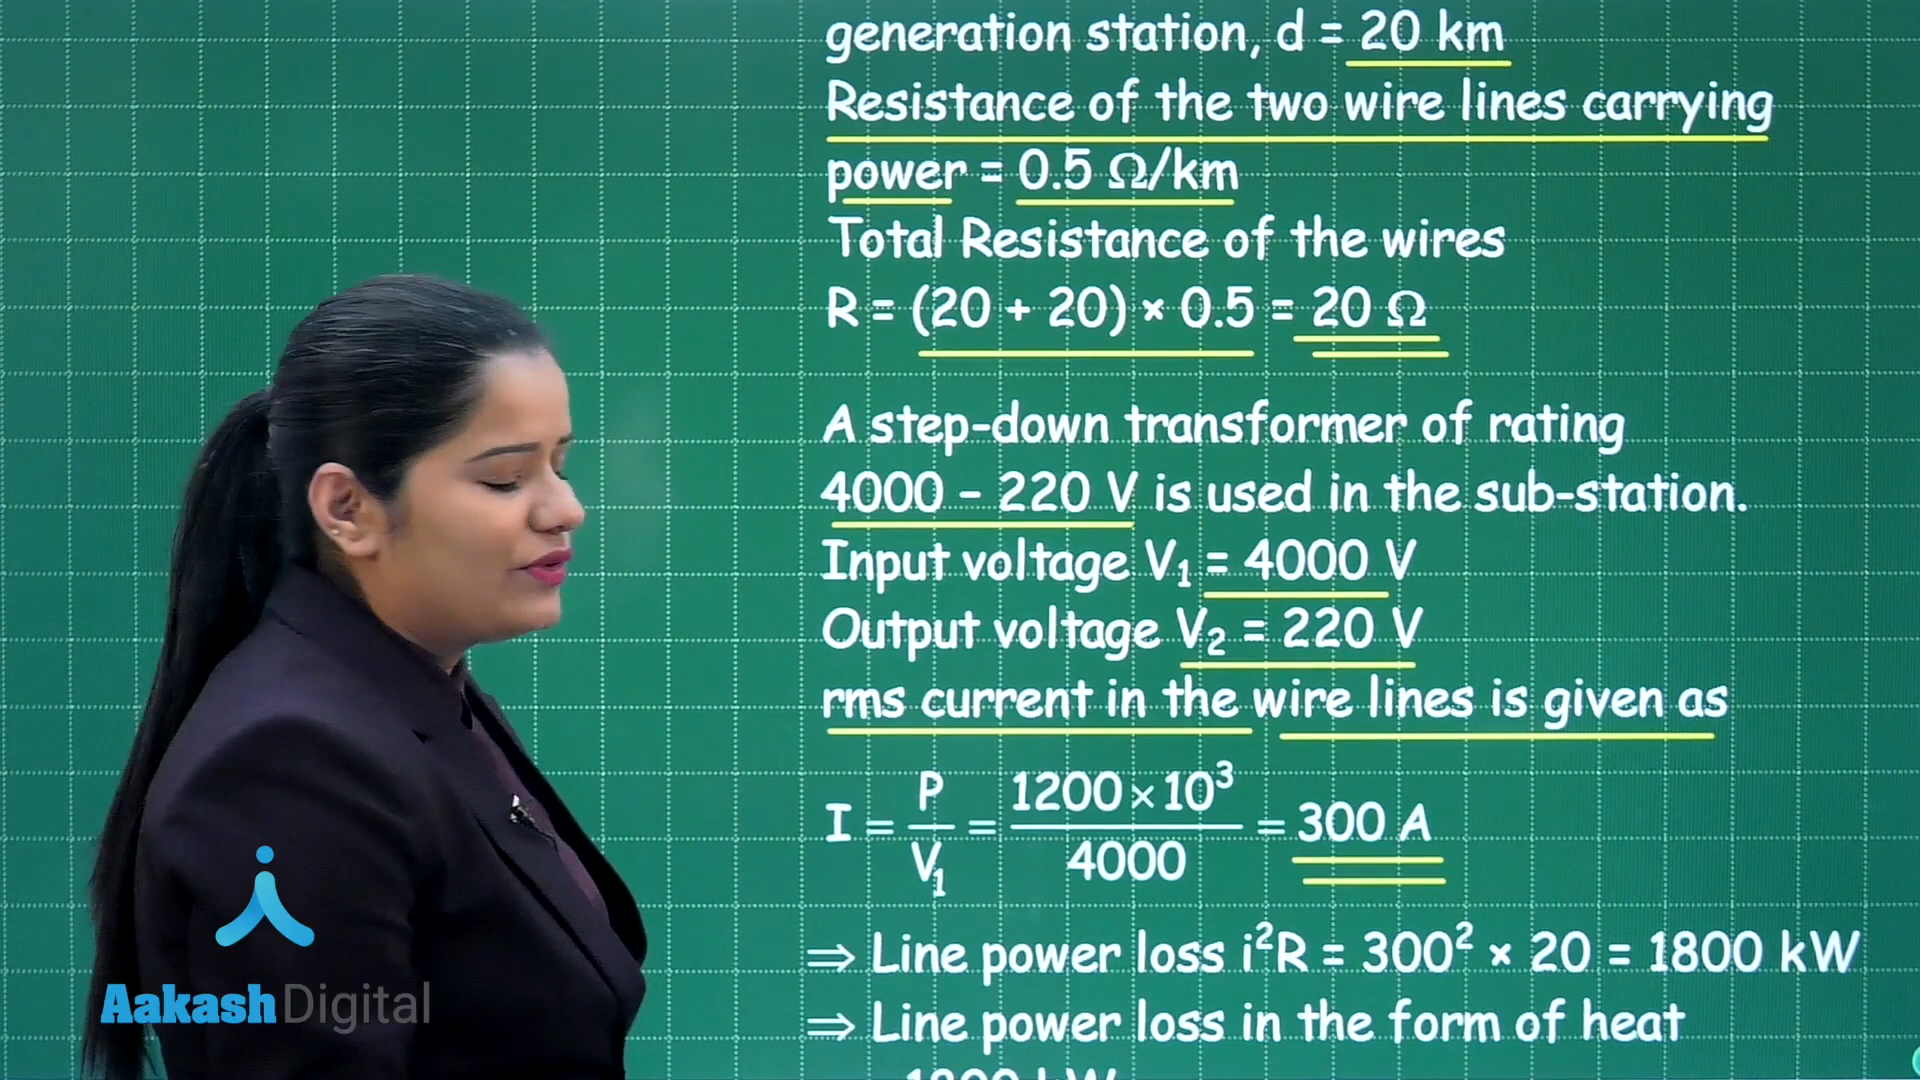 generation station, d = 20 km
Resistance of the two wire lines carrying
power = 0.5 Ω/km
Total Resistance of the wires
R = (20 + 20) × 0.5 = 20 Ω
A step-down transformer of rating
4000 – 220 V is used in the sub-station.
Input voltage V₁ = 4000 V
Output voltage V₂ = 220 V
rms current in the wire lines is given as
I = P/V₁ = 1200×10³/4000 = 300 A
⇒ Line power loss i²R = 300² × 20 = 1800 kW
⇒ Line power loss in the form of heat
1800 kW
Aakash Digital